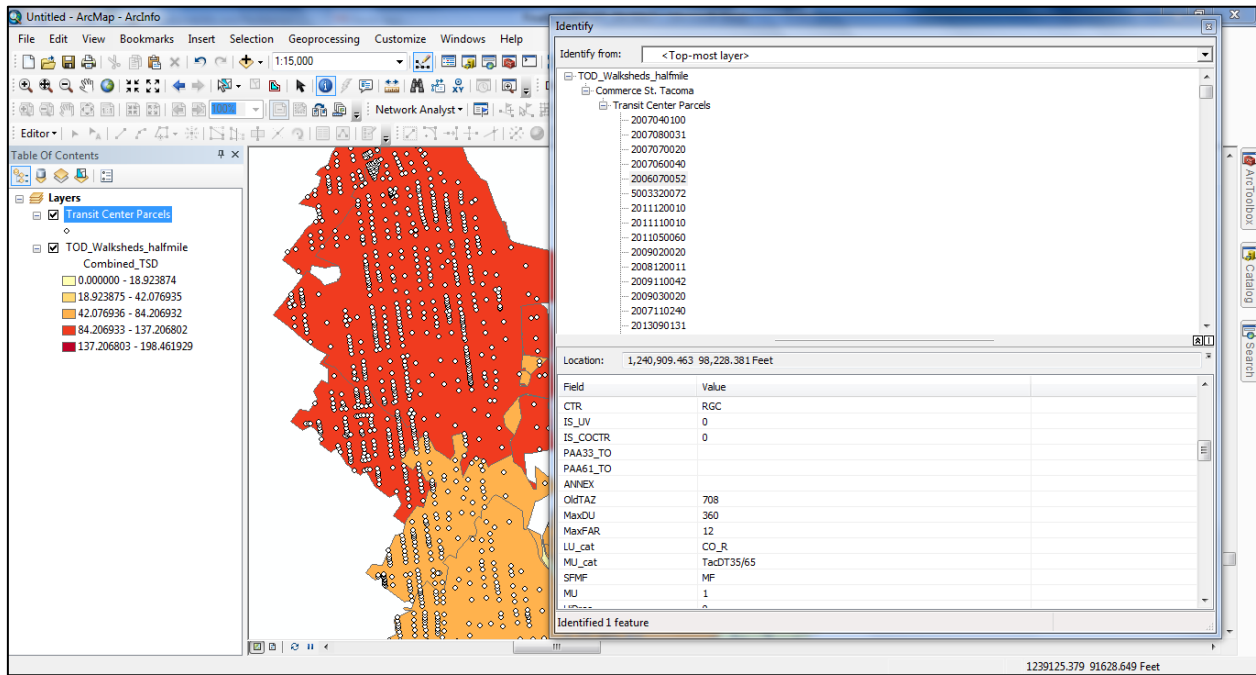 Untitled - ArcMap - ArcInfo
File Edit View Bookmarks Insert Selection Geoprocessing Customize Windows Help
1:15,000
100%
Network Analyst
Editor
Table Of Contents
Layers
Transit Center Parcels
TOD_Walksheds_halfmile
Combined_TSD
0.000000 - 18.923874
18.923875 - 42.076935
42.076936 - 84.206932
84.206933 - 137.206802
137.206803 - 198.461929
Identify
Identify from: <Top-most layer>
TOD_Walksheds_halfmile
Commerce St. Tacoma
Transit Center Parcels
2007040100
2007080031
2007070020
2007060040
2006070052
5003320072
2011120010
2011110010
2011050060
2009020020
2008120011
2009110042
2009030020
2007110240
2013090131
Location: 1,240,909.463 98,228.381 Feet
Field Value
CTR RGC
IS_UV 0
IS_COCTR 0
PAA33_TO
PAA61_TO
ANNEX
OldTAZ 708
MaxDU 360
MaxFAR 12
LU_cat CO_R
MU_cat TacDT35/65
SFMF MF
MU 1
Identified 1 feature
ArcToolbox
Catalog
Search
1239125.379 91628.649 Feet